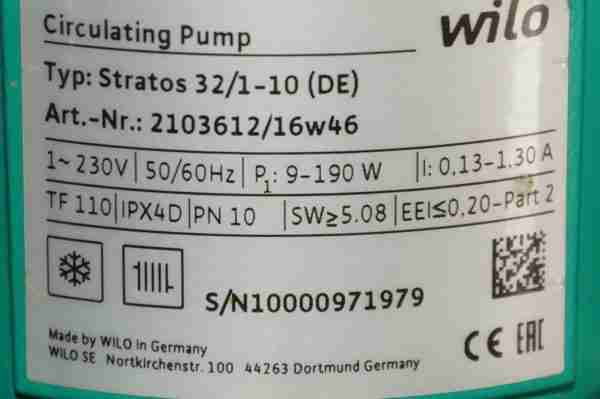 Circulating Pump
wilo
Typ: Stratos 32/1-10 (DE)
Art.-Nr.: 2103612/16w46
1~ 230V | 50/60Hz | P1: 9-190 W | I: 0,13-1.30 A
TF 110 | IPX4D | PN 10 | SW≥5.08 | EEI≤0,20-Part 2
S/N10000971979
Made by WILO in Germany
WILO SE Nortkirchenstr. 100 44263 Dortmund Germany
CE EAC